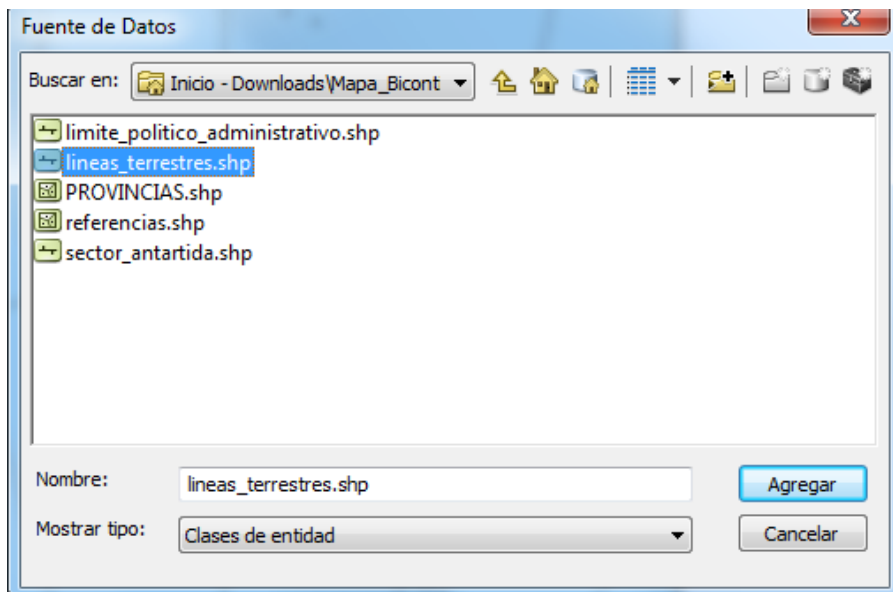 Fuente de Datos
Buscar en: Inicio - Downloads\Mapa_Bicont
limite_politico_administrativo.shp
lineas_terrestres.shp
PROVINCIAS.shp
referencias.shp
sector_antartida.shp
Nombre: lineas_terrestres.shp Agregar
Mostrar tipo: Clases de entidad Cancelar